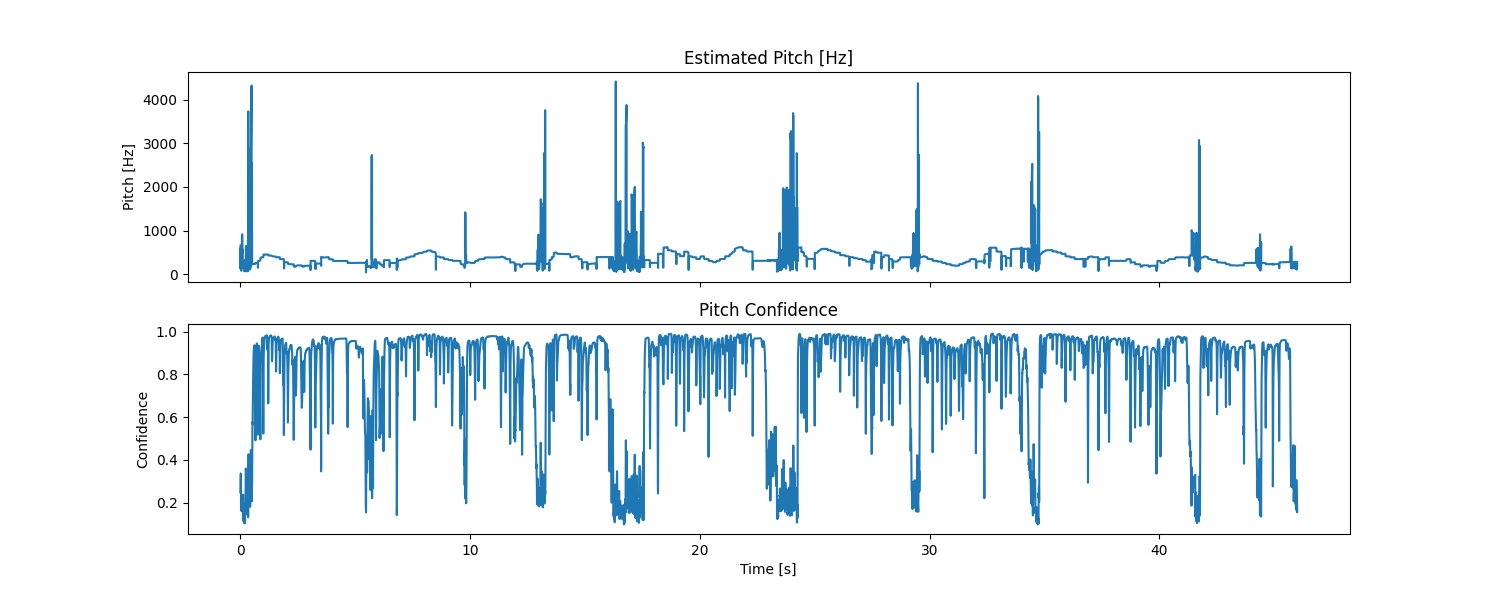 Estimated Pitch [Hz]
Pitch [Hz]
4000
3000
2000
1000
0
Pitch Confidence
Confidence
1.0
0.8
0.6
0.4
0.2
0 10 20 30 40
Time [s]